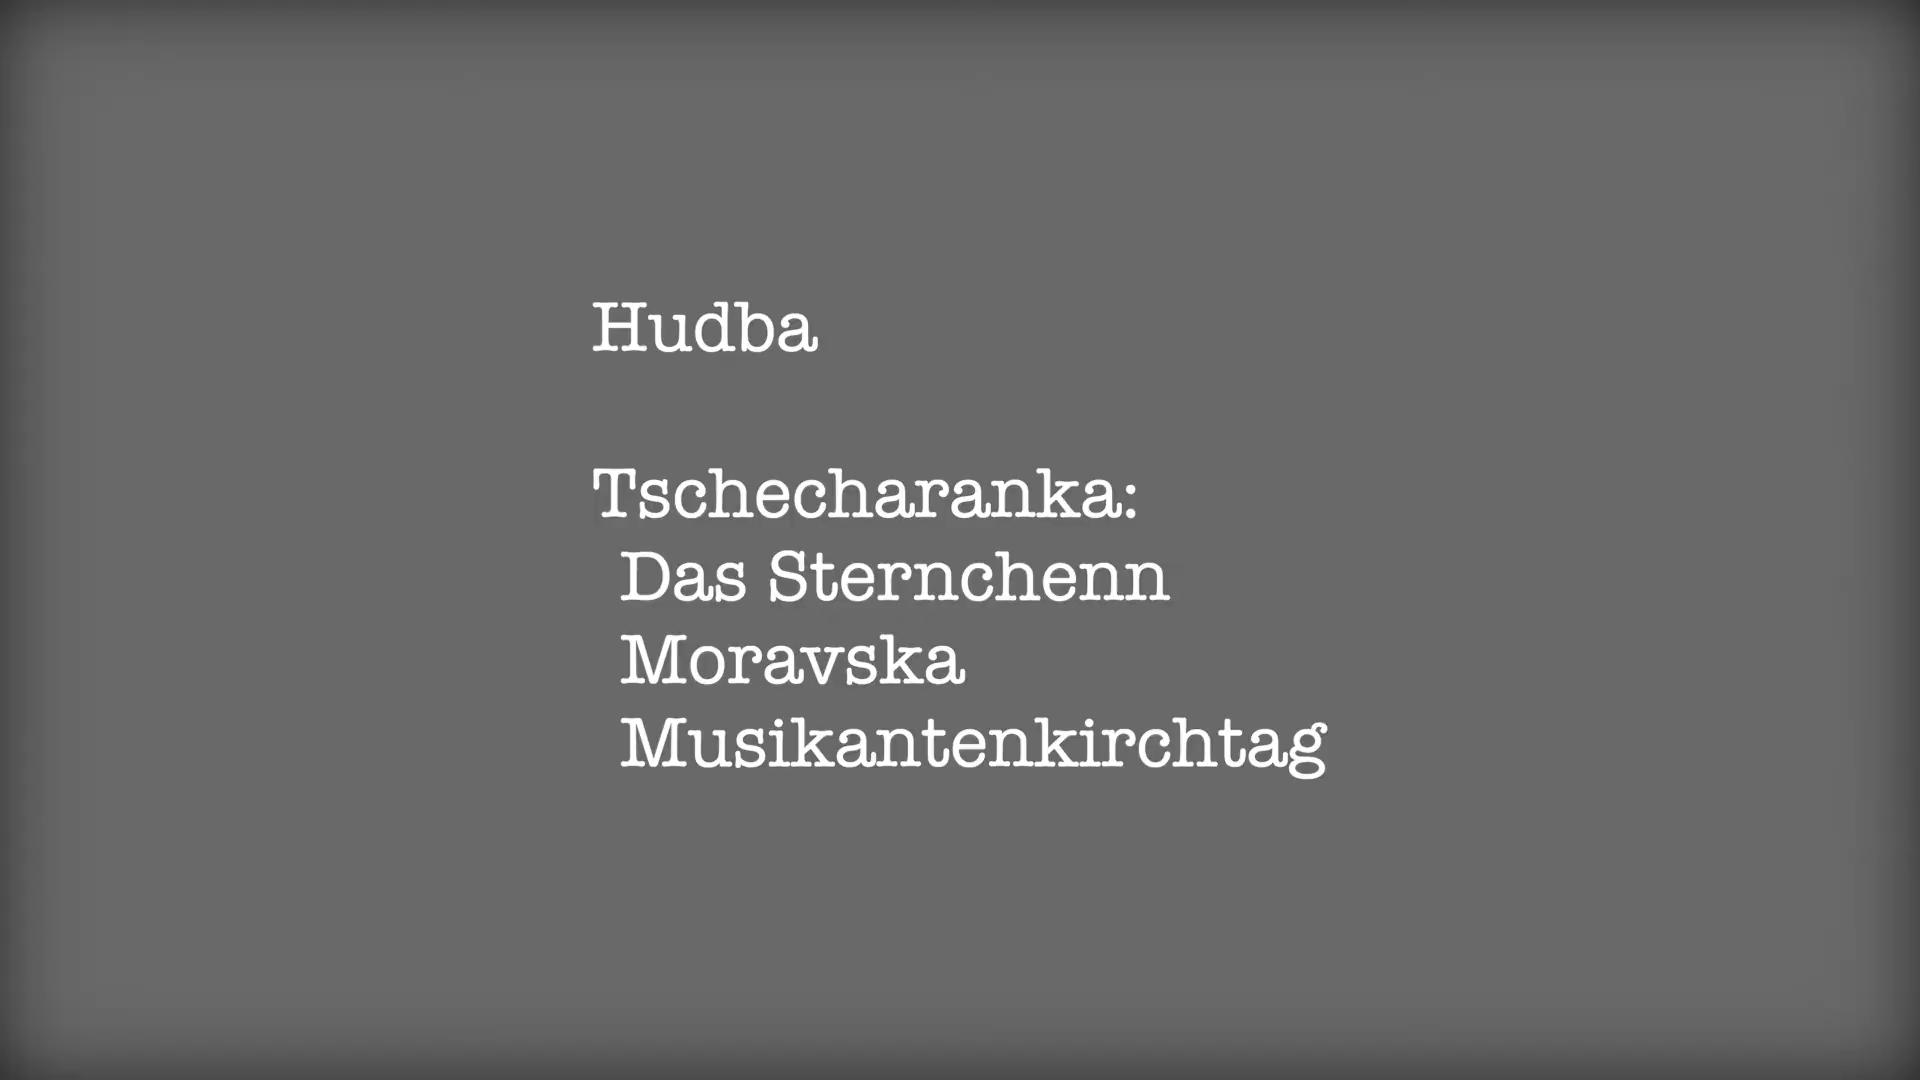 Hudba
Tschecharanka:
Das Sternchenn
Moravska
Musikantenkirchtag